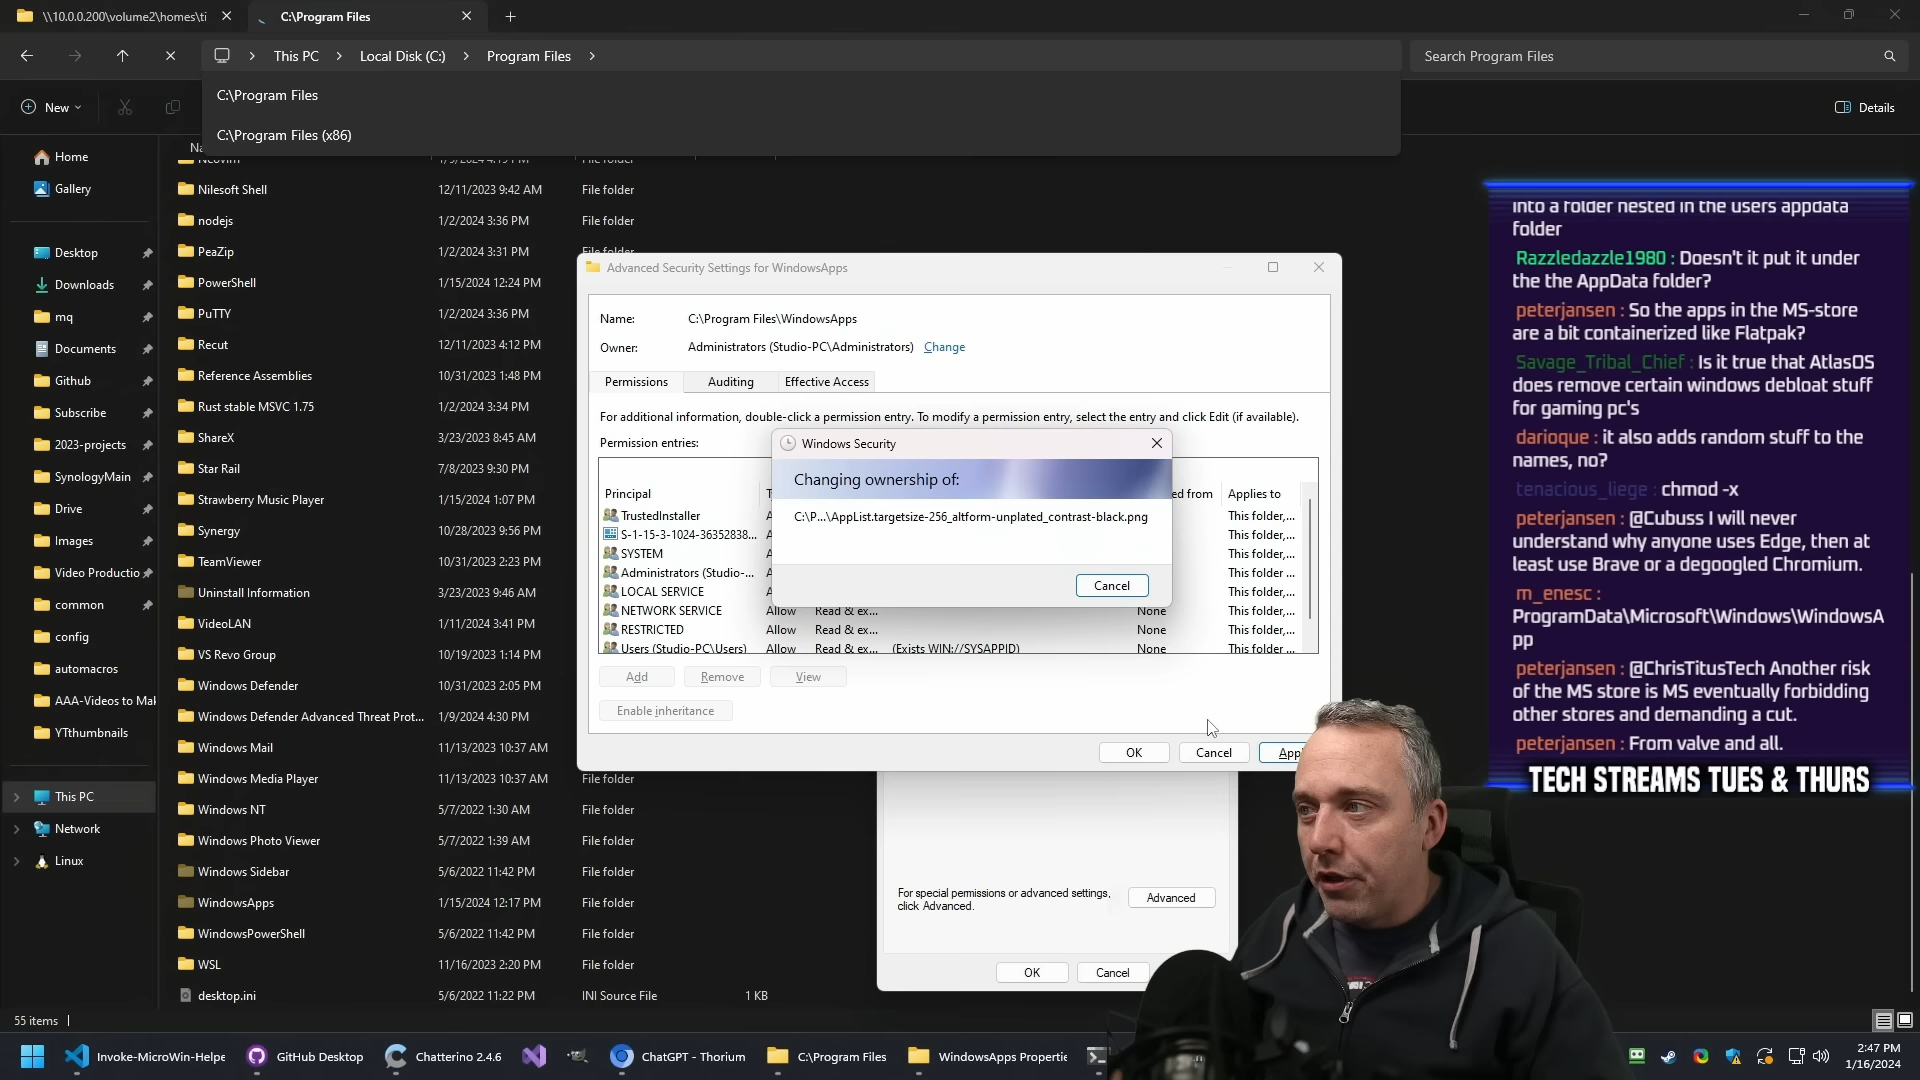 \\10.0.0.200\volume2\homes\ti
C:\Program Files
This PC
Local Disk (C:)
Program Files
Search Program Files
New
Details
C:\Program Files
C:\Program Files (x86)
Home
Gallery
Desktop
Downloads
mq
Documents
Github
Subscribe
2023-projects
SynologyMain
Drive
Images
Video Productio
common
config
automacros
AAA-Videos to Mak
YTthumbnails
This PC
Network
Linux
Nilesoft Shell 12/11/2023 9:42 AM File folder
nodejs 1/2/2024 3:36 PM File folder
PeaZip 1/2/2024 3:31 PM File folder
PowerShell 1/15/2024 12:24 PM
PuTTY 1/2/2024 3:36 PM
Recut 12/11/2023 4:12 PM
Reference Assemblies 10/31/2023 1:48 PM
Rust stable MSVC 1.75 1/2/2024 3:34 PM
ShareX 3/23/2023 8:45 AM
Star Rail 7/8/2023 9:30 PM
Strawberry Music Player 1/15/2024 1:07 PM
Synergy 10/28/2023 9:56 PM
TeamViewer 10/31/2023 2:23 PM
Uninstall Information 3/23/2023 9:46 AM
VideoLAN 1/11/2024 3:41 PM
VS Revo Group 10/19/2023 1:14 PM
Windows Defender 10/31/2023 2:05 PM
Windows Defender Advanced Threat Prot... 1/9/2024 4:30 PM
Windows Mail 11/13/2023 10:37 AM
Windows Media Player 11/13/2023 10:37 AM File folder
Windows NT 5/7/2022 1:30 AM File folder
Windows Photo Viewer 5/7/2022 1:39 AM File folder
Windows Sidebar 5/6/2022 11:42 PM File folder
WindowsApps 1/15/2024 12:17 PM File folder
WindowsPowerShell 5/6/2022 11:42 PM File folder
WSL 11/16/2023 2:20 PM File folder
desktop.ini 5/6/2022 11:22 PM INI Source File 1 KB
55 items
Advanced Security Settings for WindowsApps
Name: C:\Program Files\WindowsApps
Owner: Administrators (Studio-PC\Administrators) Change
Permissions Auditing Effective Access
For additional information, double-click a permission entry. To modify a permission entry, select the entry and click Edit (if available).
Permission entries:
Principal ed from Applies to
TrustedInstaller This folder,...
S-1-15-3-1024-36352838... This folder,...
SYSTEM This folder,...
Administrators (Studio-... This folder,...
LOCAL SERVICE This folder,...
NETWORK SERVICE Allow Read & ex... None This folder,...
RESTRICTED Allow Read & ex... None This folder,...
Users (Studio-PC\Users) Allow Read & ex... (Exists WIN://SYSAPPID) None This folder ...
Add Remove View
Enable inheritance
OK Cancel Appl
Windows Security
Changing ownership of:
C:\P...\AppList.targetsize-256_altform-unplated_contrast-black.png
Cancel
For special permissions or advanced settings,
click Advanced.
Advanced
OK Cancel
into a folder nested in the users appdata
folder
Razzledazzle1980 : Doesn't it put it under
the the AppData folder?
peterjansen : So the apps in the MS-store
are a bit containerized like Flatpak?
Savage_Tribal_Chief : Is it true that AtlasOS
does remove certain windows debloat stuff
for gaming pc's
darioque : it also adds random stuff to the
names, no?
tenacious_liege : chmod -x
peterjansen : @Cubuss I will never
understand why anyone uses Edge, then at
least use Brave or a degoogled Chromium.
m_enesc :
ProgramData\Microsoft\Windows\WindowsA
pp
peterjansen : @ChrisTitusTech Another risk
of the MS store is MS eventually forbidding
other stores and demanding a cut.
peterjansen : From valve and all.
TECH STREAMS TUES & THURS
Invoke-MicroWin-Helpe
GitHub Desktop
Chatterino 2.4.6
ChatGPT - Thorium
C:\Program Files
WindowsApps Propertie
2:47 PM
1/16/2024